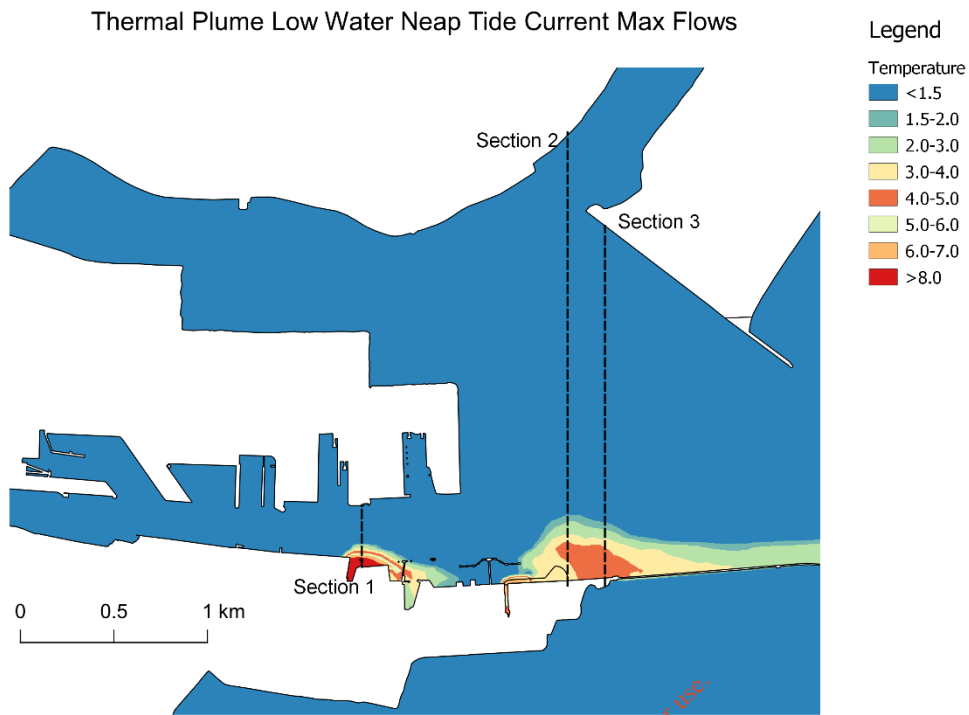 Thermal Plume Low Water Neap Tide Current Max Flows
Legend
Temperature
<1.5
1.5-2.0
2.0-3.0
3.0-4.0
4.0-5.0
5.0-6.0
6.0-7.0
>8.0
Section 2
Section 3
Section 1
0 0.5 1 km
use.